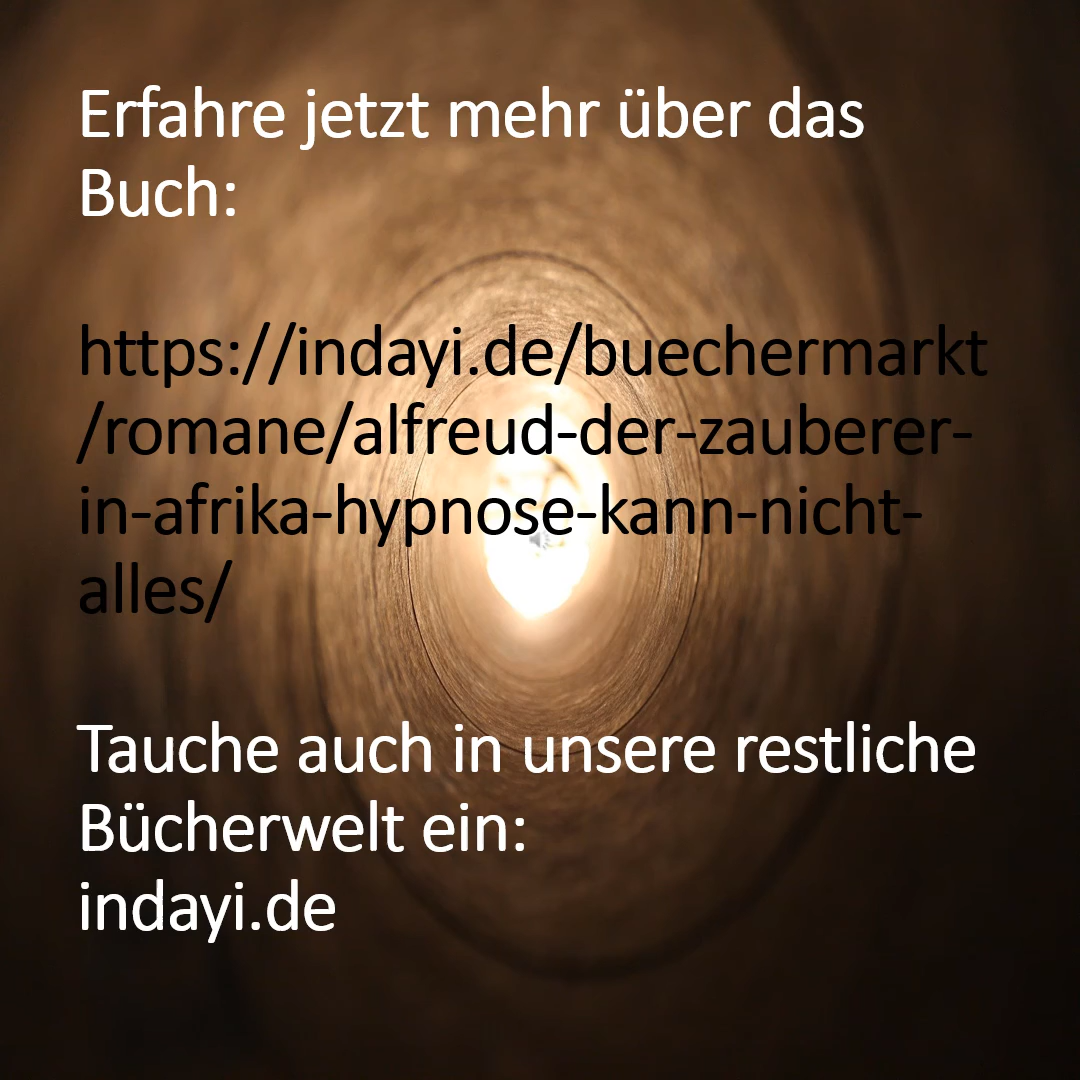 Erfahre jetzt mehr über das
Buch:
https://indayi.de/buechermarkt
/romane/alfreud-der-zauberer-
in-afrika-hypnose-kann-nicht-
alles/
Tauche auch in unsere restliche
Bücherwelt ein:
indayi.de